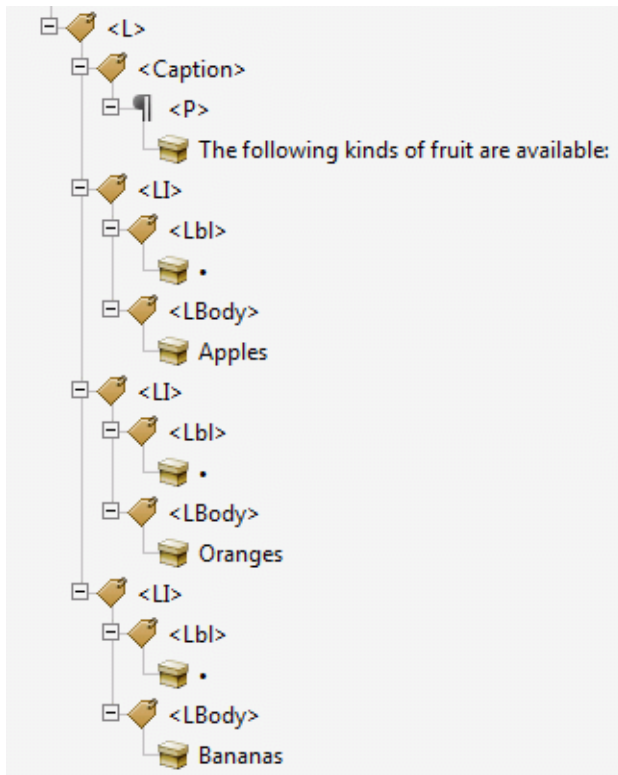 <L>
<Caption>
<P>
The following kinds of fruit are available:
<LI>
<Lbl>
•
<LBody>
Apples
<LI>
<Lbl>
•
<LBody>
Oranges
<LI>
<Lbl>
•
<LBody>
Bananas